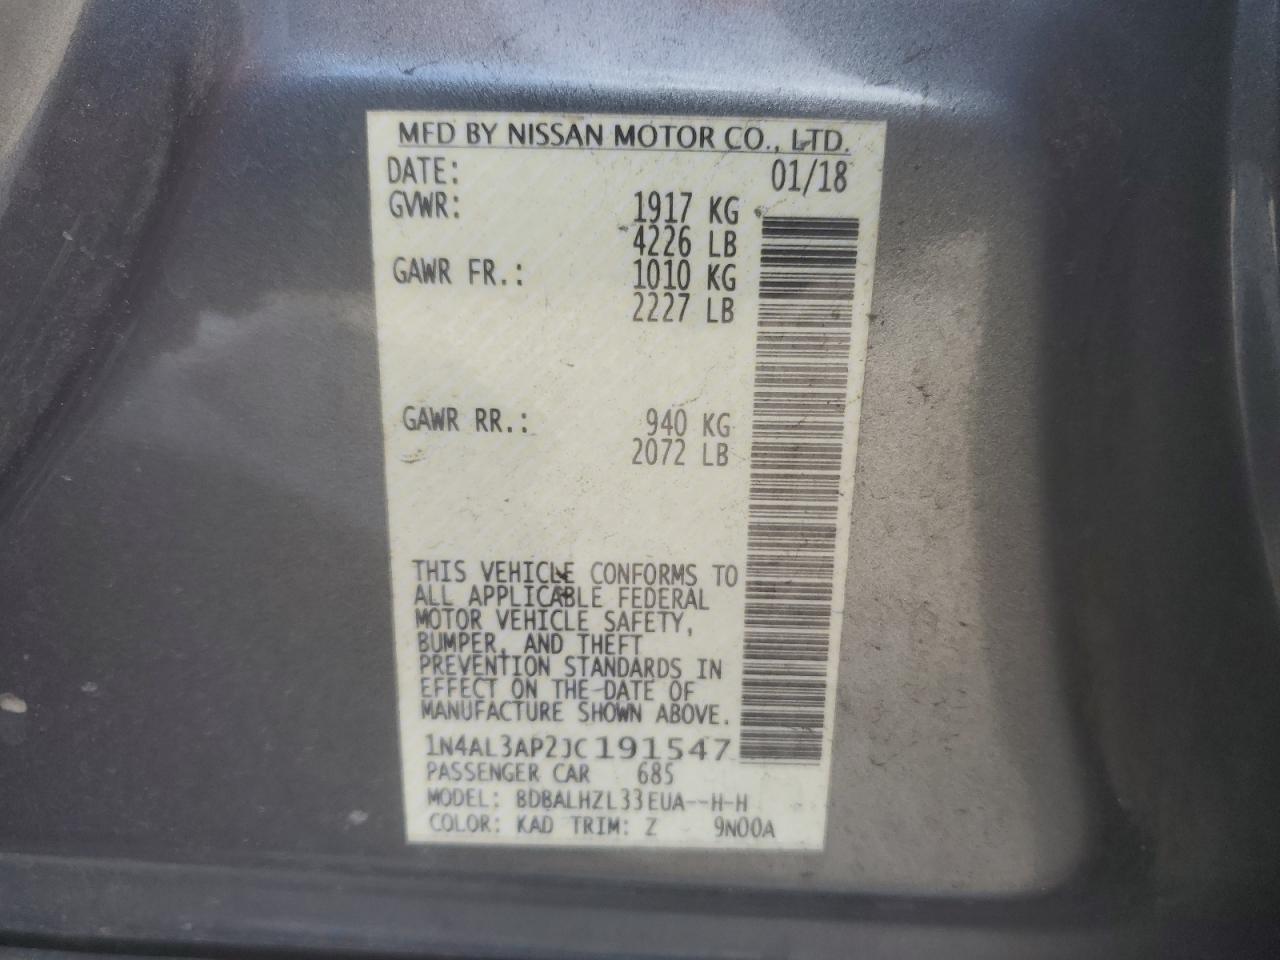 MFD BY NISSAN MOTOR CO., LTD.
DATE: 01/18
GVWR: 1917 KG
4226 LB
GAWR FR.: 1010 KG
2227 LB
GAWR RR.: 940 KG
2072 LB
THIS VEHICLE CONFORMS TO
ALL APPLICABLE FEDERAL
MOTOR VEHICLE SAFETY,
BUMPER, AND THEFT
PREVENTION STANDARDS IN
EFFECT ON THE DATE OF
MANUFACTURE SHOWN ABOVE.
1N4AL3AP2JC191547
PASSENGER CAR 685
MODEL: BDBALHZL33EUA--H-H
COLOR: KAD TRIM: Z 9N00A